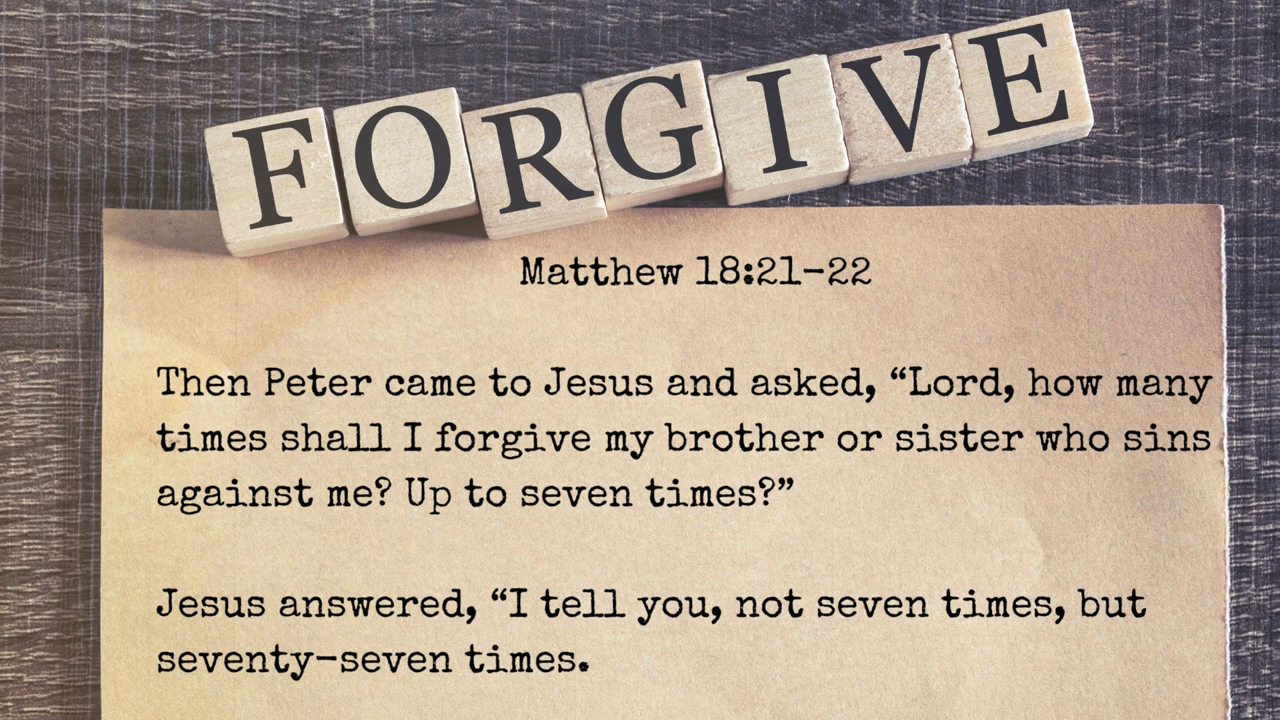 FORGIVE
Matthew 18:21-22
Then Peter came to Jesus and asked, “Lord, how many
times shall I forgive my brother or sister who sins
against me? Up to seven times?”
Jesus answered, “I tell you, not seven times, but
seventy-seven times.